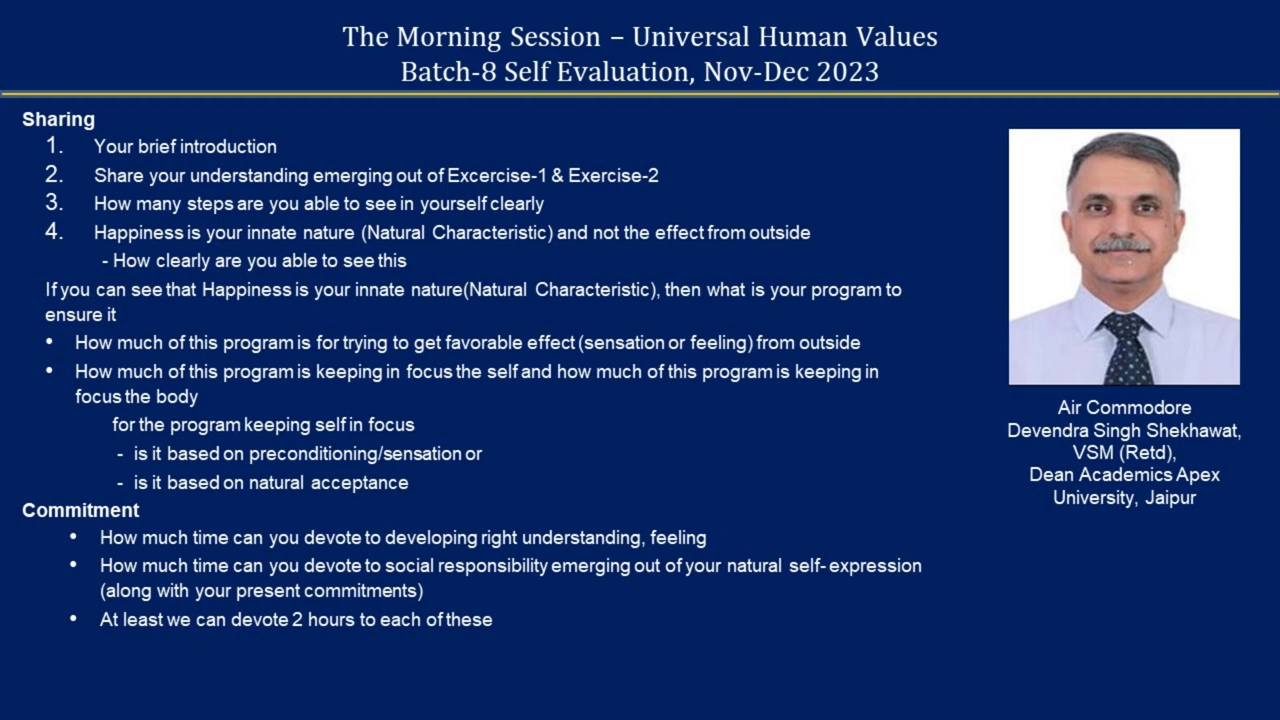 The Morning Session – Universal Human Values
Batch-8 Self Evaluation, Nov-Dec 2023
Sharing
1. Your brief introduction
2. Share your understanding emerging out of Excercise-1 & Exercise-2
3. How many steps are you able to see in yourself clearly
4. Happiness is your innate nature (Natural Characteristic) and not the effect from outside
- How clearly are you able to see this
If you can see that Happiness is your innate nature(Natural Characteristic), then what is your program to
ensure it
• How much of this program is for trying to get favorable effect (sensation or feeling) from outside
• How much of this program is keeping in focus the self and how much of this program is keeping in
focus the body
for the program keeping self in focus
- is it based on preconditioning/sensation or
- is it based on natural acceptance
Commitment
• How much time can you devote to developing right understanding, feeling
• How much time can you devote to social responsibility emerging out of your natural self-expression
(along with your present commitments)
• At least we can devote 2 hours to each of these
Air Commodore
Devendra Singh Shekhawat,
VSM (Retd),
Dean Academics Apex
University, Jaipur